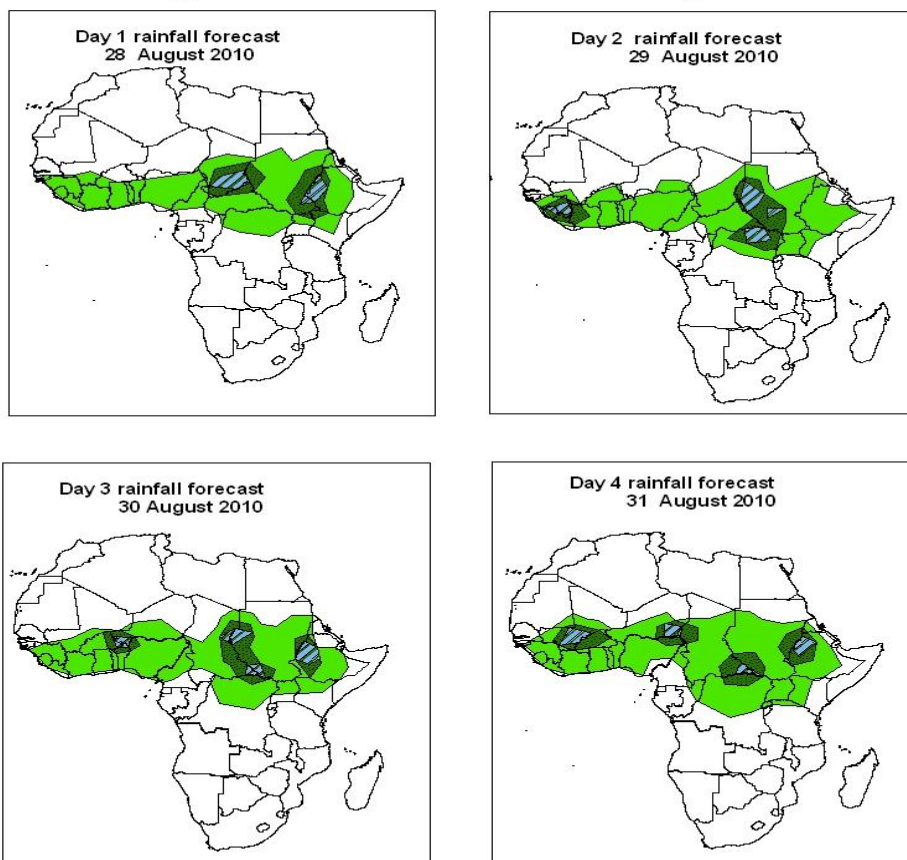 Day 1 rainfall forecast
28 August 2010
Day 2 rainfall forecast
29 August 2010
Day 3 rainfall forecast
30 August 2010
Day 4 rainfall forecast
31 August 2010